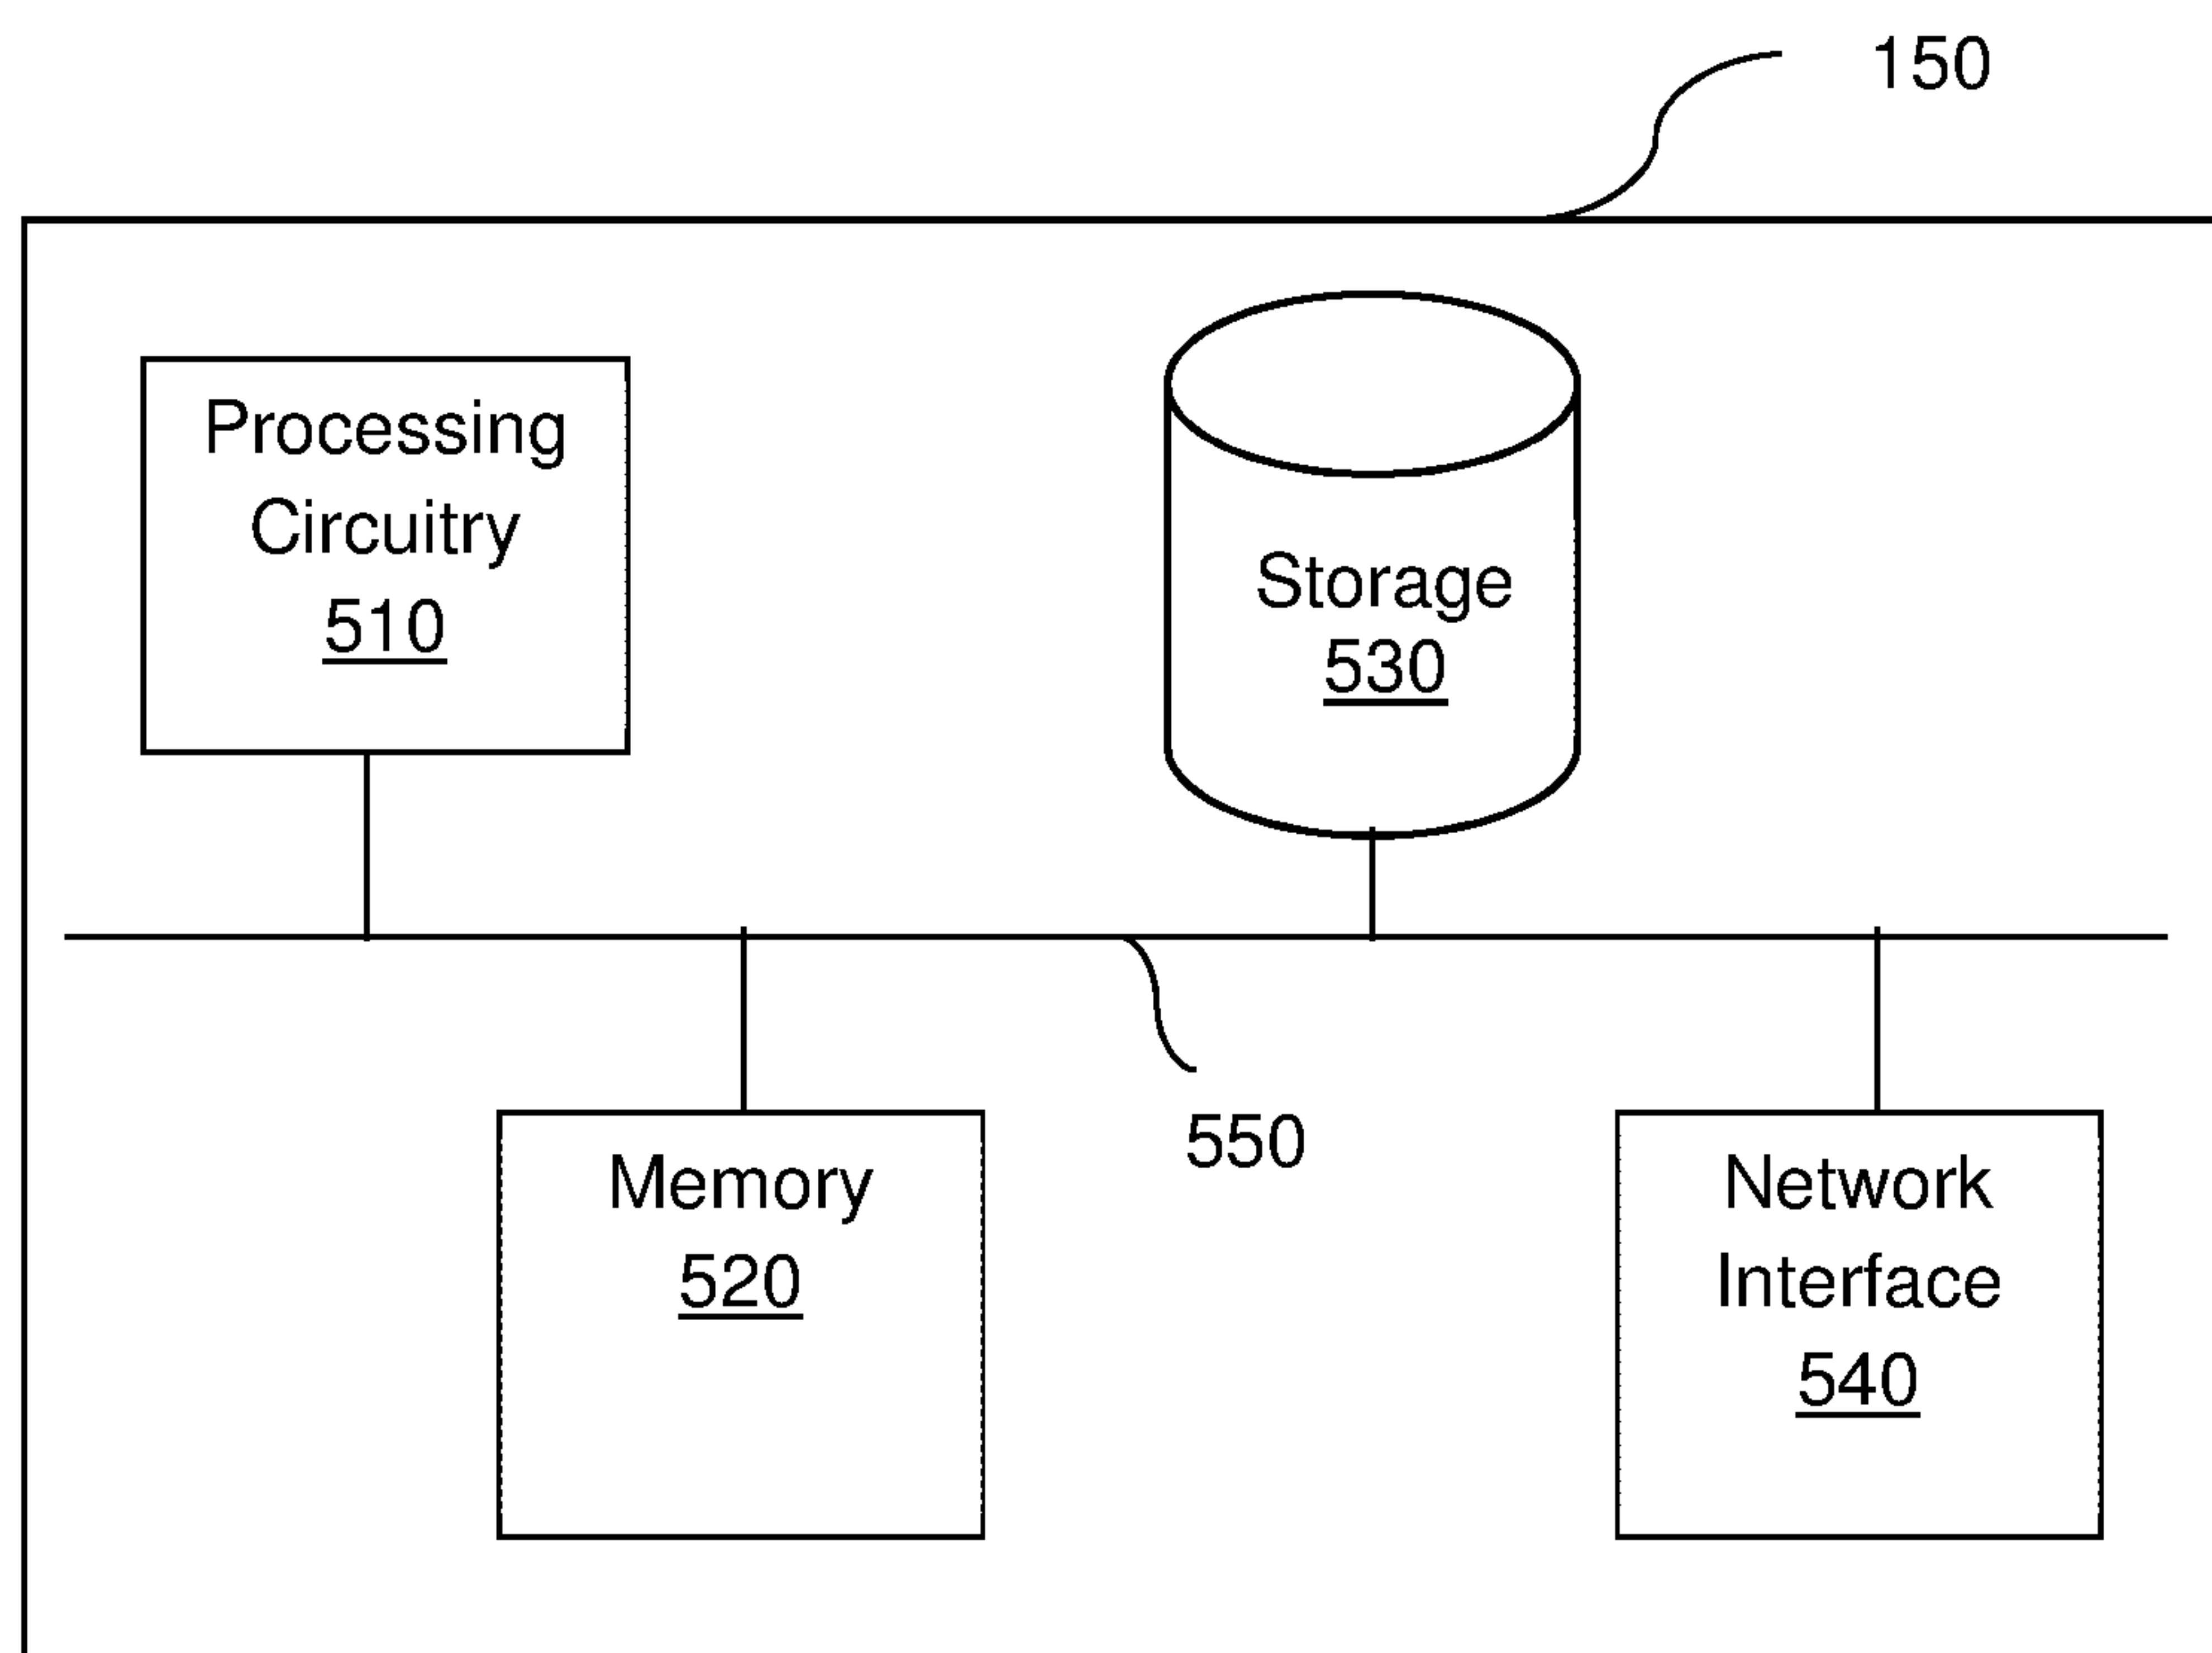 150
Processing
Circuitry
510
Storage
530
550
Memory
520
Network
Interface
540